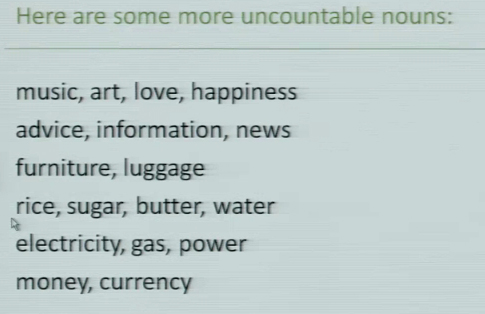 Here are some more uncountable nouns:
music, art, love, happiness
advice, information, news
furniture, luggage
rice, sugar, butter, water
electricity, gas, power
money, currency